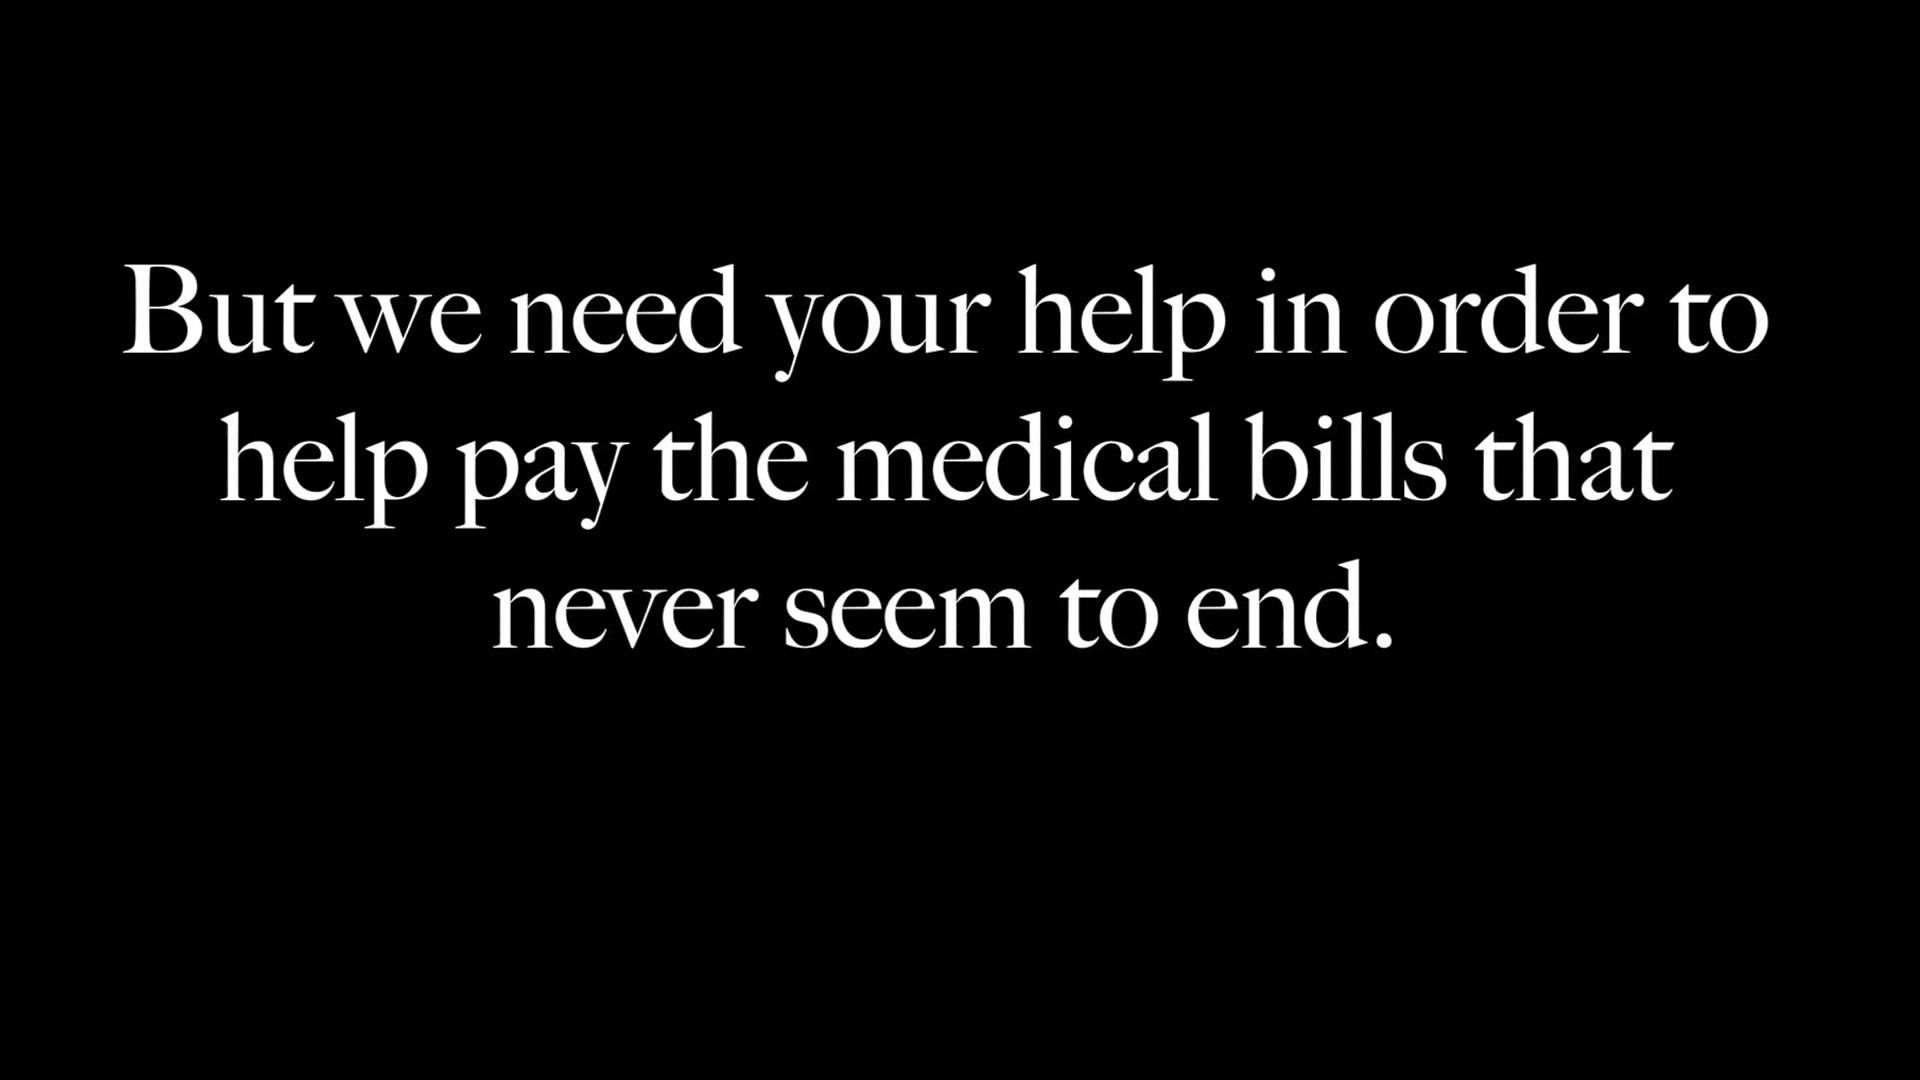 But we need your help in order to
help pay the medical bills that
never seem to end.